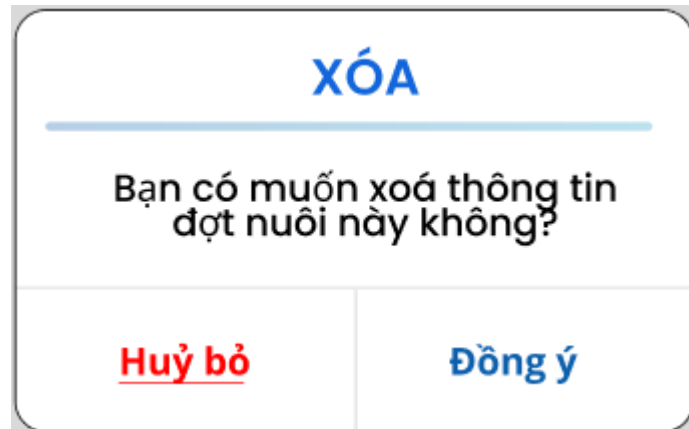 XÓA
Bạn có muốn xoá thông tin
đợt nuôi này không?
Huỷ bỏ
Đồng ý